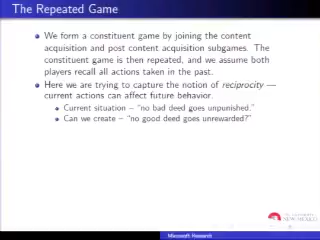 The Repeated Game
We form a constituent game by joining the content
acquisition and post content acquisition subgames. The
constituent game is then repeated, and we assume both
players recall all actions taken in the past.
Here we are trying to capture the notion of reciprocity —
current actions can affect future behavior.
Current situation – "no bad deed goes unpunished."
Can we create – "no good deed goes unrewarded?"
NEW MEXICO
Microsoft Research